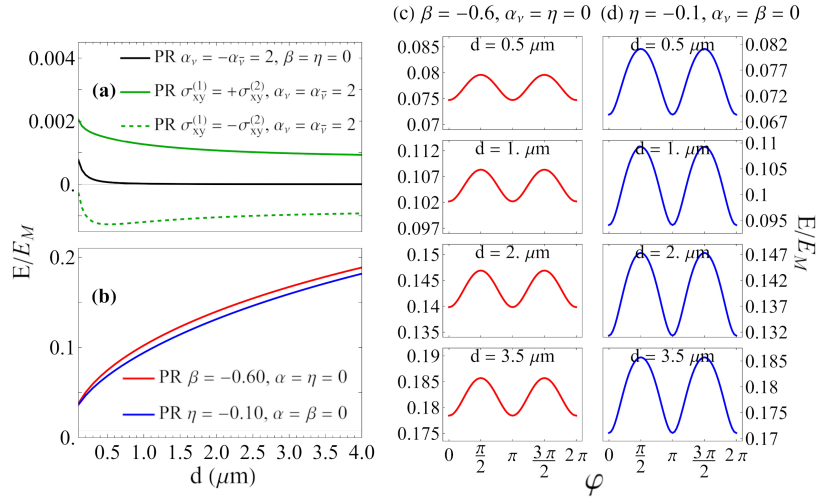 (c) β = −0.6, αᵥ = η = 0
(d) η = −0.1, αᵥ = β = 0
E/E_M
0.004
0.002
0.
(a)
PR αᵥ = −α_ν̄ = 2, β = η = 0
PR σ_xy^(1) = +σ_xy^(2), αᵥ = α_ν̄ = 2
PR σ_xy^(1) = −σ_xy^(2), αᵥ = α_ν̄ = 2
0.2
0.1
0.
(b)
PR β = −0.60, α = η = 0
PR η = −0.10, α = β = 0
0.5 1.0 1.5 2.0 2.5 3.0 3.5 4.0
d (μm)
d = 0.5 μm
0.085
0.08
0.075
0.07
d = 1. μm
0.112
0.107
0.102
0.097
d = 2. μm
0.15
0.145
0.14
0.135
d = 3.5 μm
0.19
0.185
0.18
0.175
0 π/2 π 3π/2 2π
d = 0.5 μm
0.082
0.077
0.072
0.067
d = 1. μm
0.11
0.105
0.1
0.095
d = 2. μm
0.147
0.142
0.137
0.131
d = 3.5 μm
0.185
0.18
0.175
0.17
0 π/2 π 3π/2 2π
E/E_M
φ